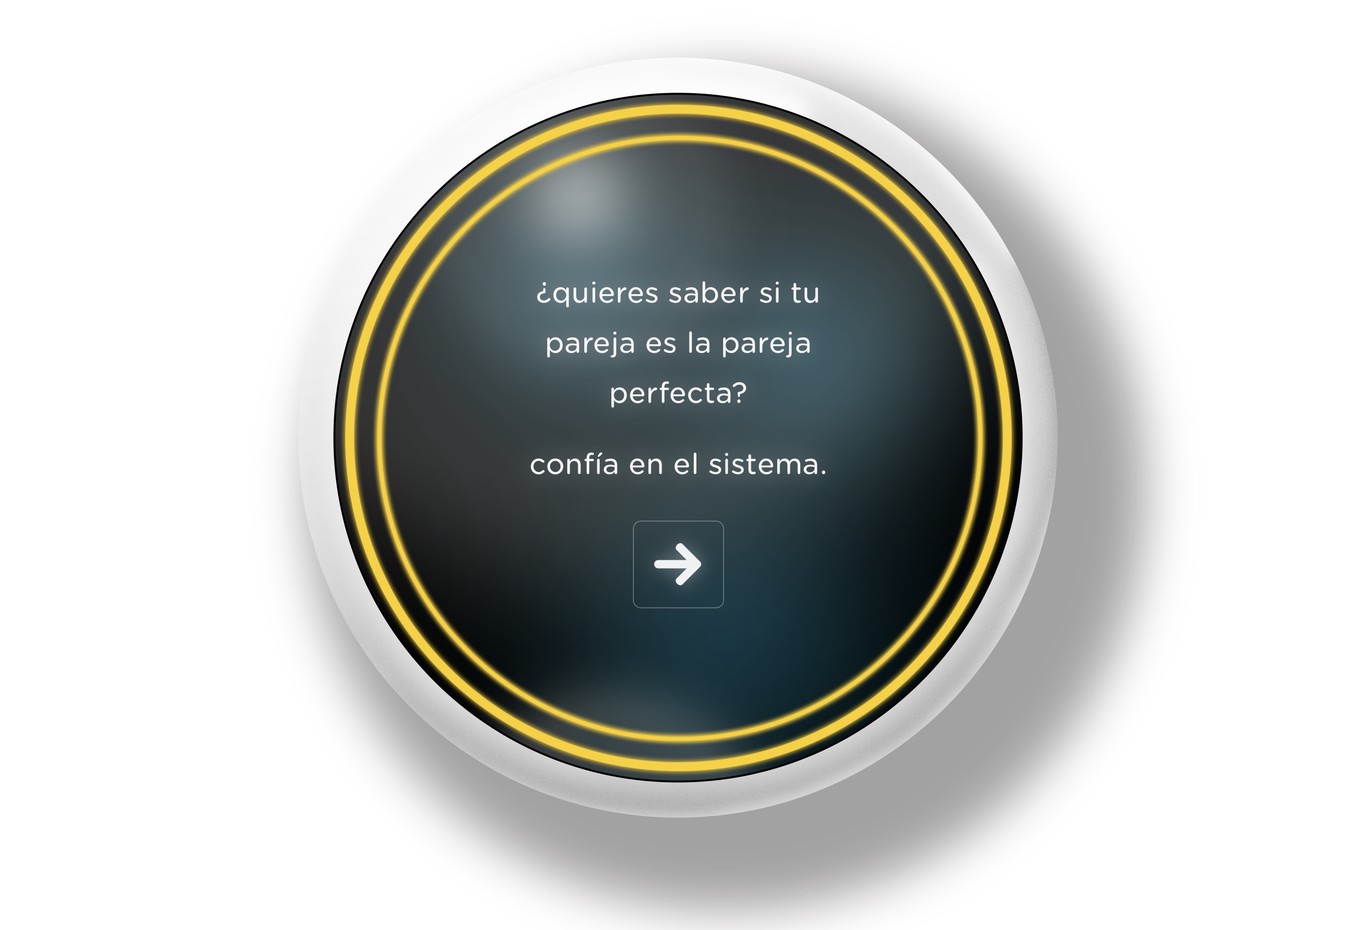 ¿quieres saber si tu
pareja es la pareja
perfecta?
confía en el sistema.